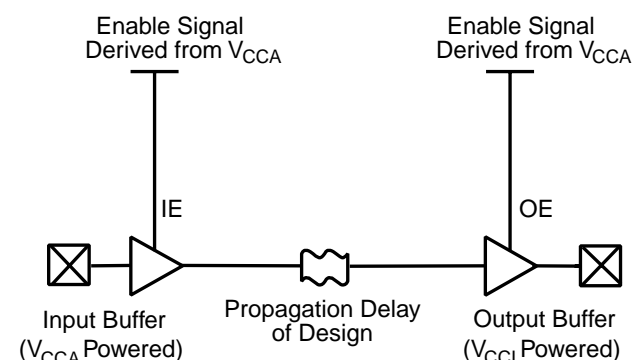 Enable Signal
Derived from VCCA
Enable Signal
Derived from VCCA
IE
OE
Input Buffer
(VCCA Powered)
Propagation Delay
of Design
Output Buffer
(VCCI Powered)